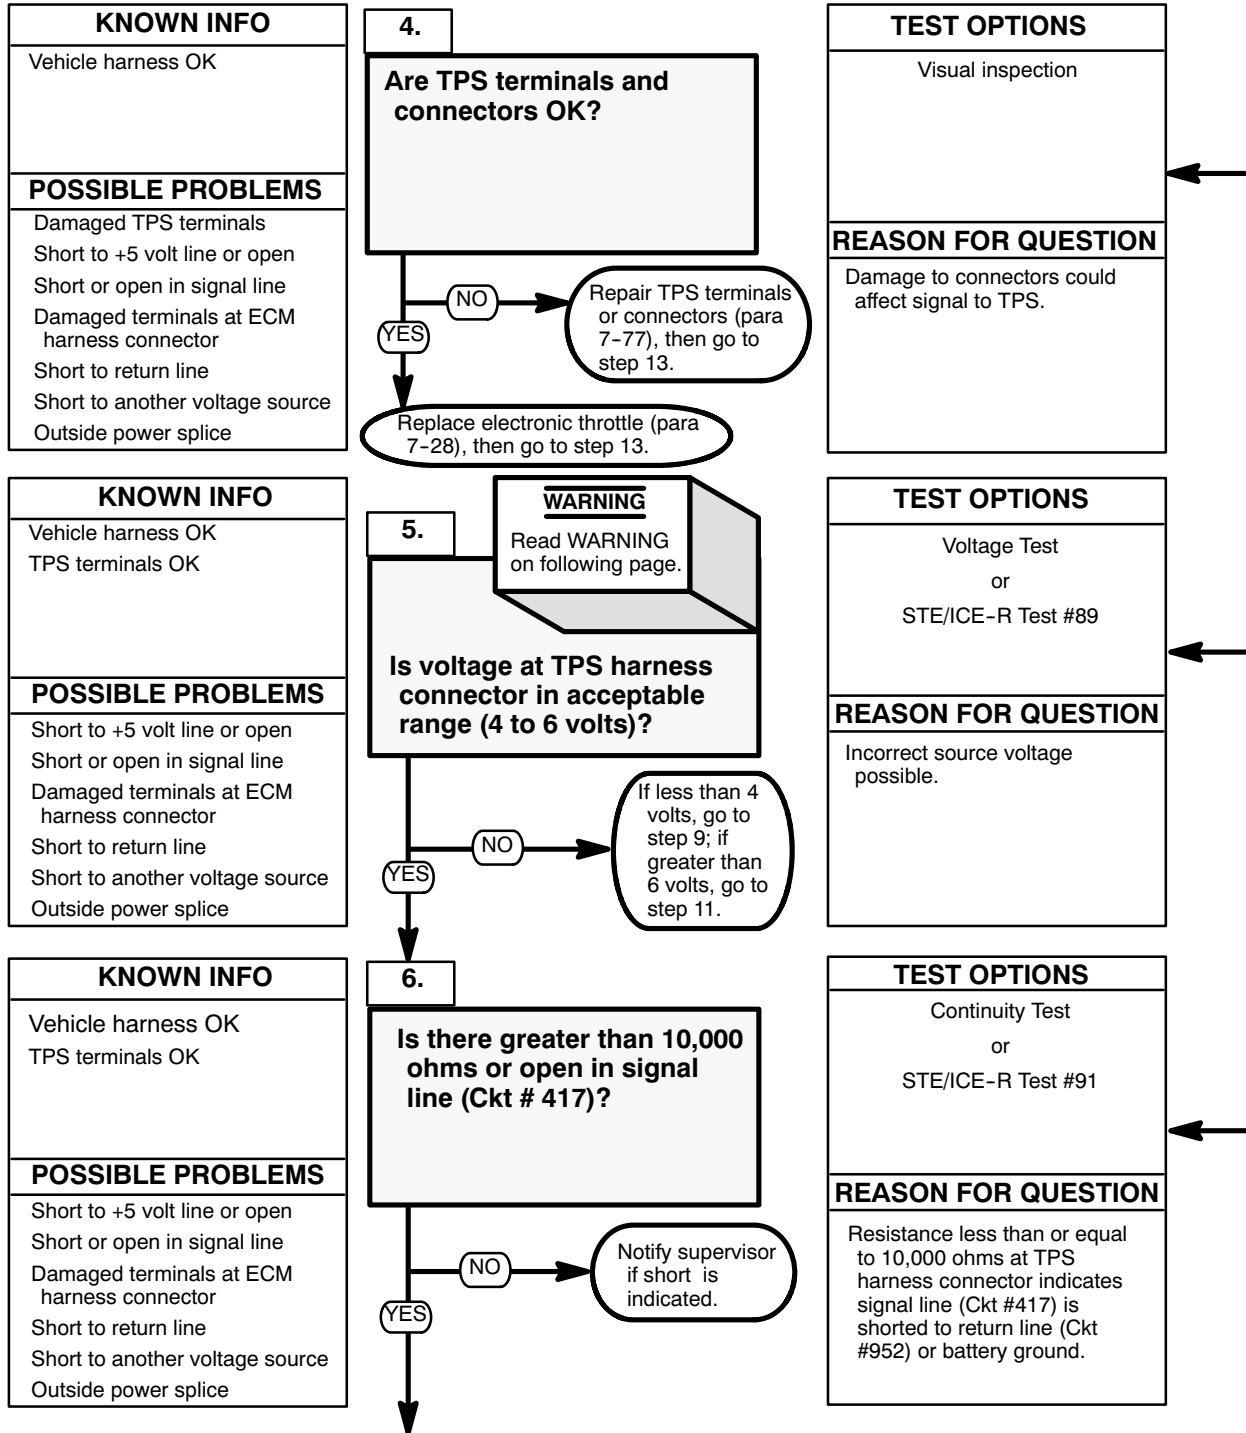 KNOWN INFO
Vehicle harness OK
POSSIBLE PROBLEMS
Damaged TPS terminals
Short to +5 volt line or open
Short or open in signal line
Damaged terminals at ECM
harness connector
Short to return line
Short to another voltage source
Outside power splice
4.
Are TPS terminals and
connectors OK?
NO
YES
Repair TPS terminals
or connectors (para
7-77), then go to
step 13.
Replace electronic throttle (para
7-28), then go to step 13.
TEST OPTIONS
Visual inspection
REASON FOR QUESTION
Damage to connectors could
affect signal to TPS.
KNOWN INFO
Vehicle harness OK
TPS terminals OK
POSSIBLE PROBLEMS
Short to +5 volt line or open
Short or open in signal line
Damaged terminals at ECM
harness connector
Short to return line
Short to another voltage source
Outside power splice
5.
WARNING
Read WARNING
on following page.
Is voltage at TPS harness
connector in acceptable
range (4 to 6 volts)?
NO
YES
If less than 4
volts, go to
step 9; if
greater than
6 volts, go to
step 11.
TEST OPTIONS
Voltage Test
or
STE/ICE-R Test #89
REASON FOR QUESTION
Incorrect source voltage
possible.
KNOWN INFO
Vehicle harness OK
TPS terminals OK
POSSIBLE PROBLEMS
Short to +5 volt line or open
Short or open in signal line
Damaged terminals at ECM
harness connector
Short to return line
Short to another voltage source
Outside power splice
6.
Is there greater than 10,000
ohms or open in signal
line (Ckt # 417)?
NO
YES
Notify supervisor
if short is
indicated.
TEST OPTIONS
Continuity Test
or
STE/ICE-R Test #91
REASON FOR QUESTION
Resistance less than or equal
to 10,000 ohms at TPS
harness connector indicates
signal line (Ckt #417) is
shorted to return line (Ckt
#952) or battery ground.